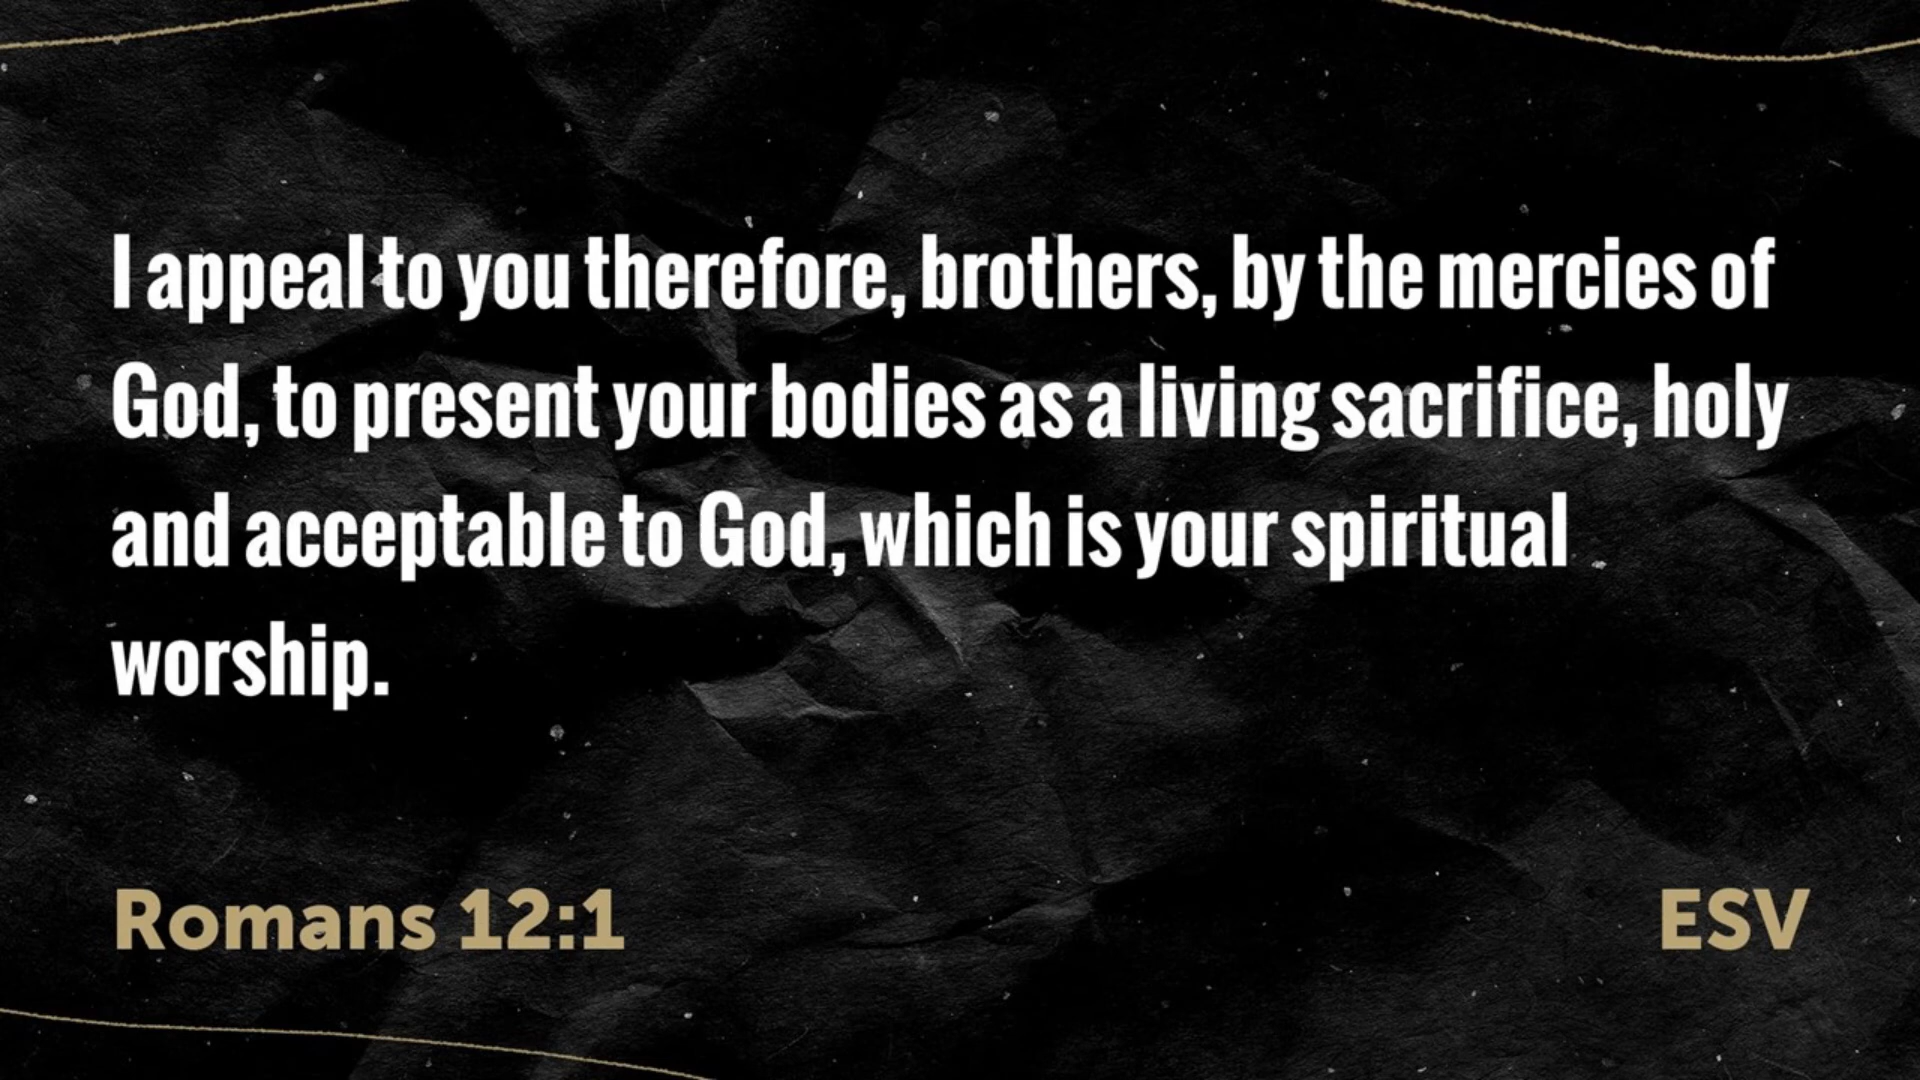 I appeal to you therefore, brothers, by the mercies of
God, to present your bodies as a living sacrifice, holy
and acceptable to God, which is your spiritual
worship.
Romans 12:1
ESV